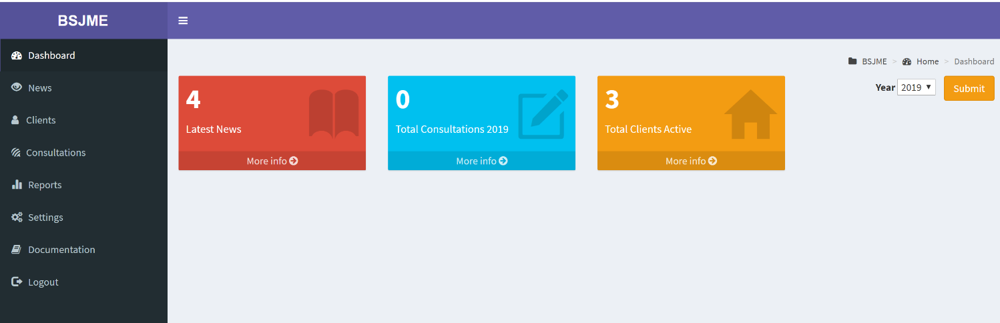 BSJME
Dashboard
News
Clients
Consultations
Reports
Settings
Documentation
Logout
BSJME > Home > Dashboard
4
Latest News
More info
0
Total Consultations 2019
More info
3
Total Clients Active
More info
Year 2019 Submit